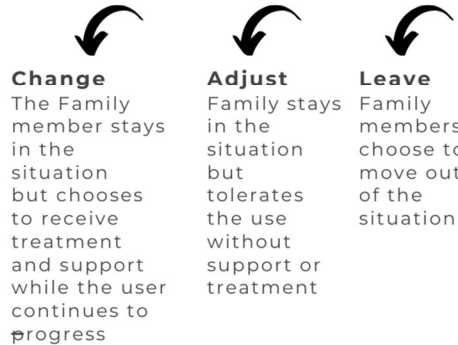 Change
The Family
member stays
in the
situation
but chooses
to receive
treatment
and support
while the user
continues to
progress
Adjust
Family stays
in the
situation
but
tolerates
the use
without
support or
treatment
Leave
Family
members
choose to
move out
of the
situation